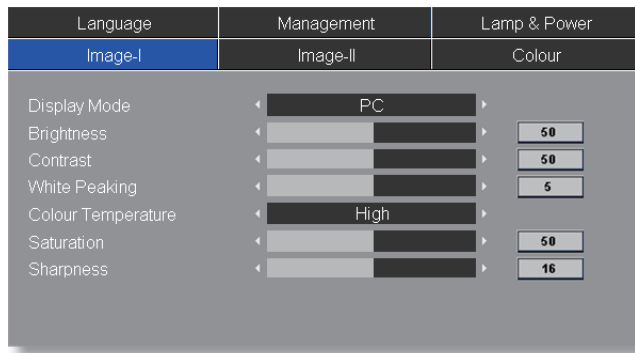 Language Management Lamp & Power
Image-I Image-II Colour
Display Mode PC
Brightness 50
Contrast 50
White Peaking 5
Colour Temperature High
Saturation 50
Sharpness 16